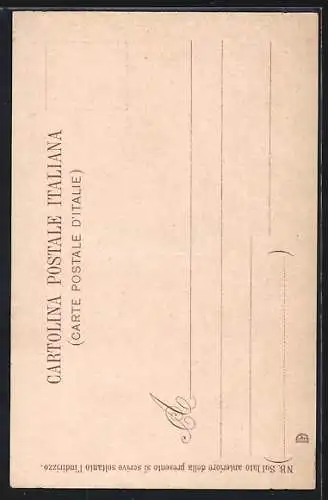 CARTOLINA POSTALE ITALIANA
(CARTE POSTALE D'ITALIE)
A
NB. Sul lato anteriore della presente si scrive soltanto l'indirizzo.